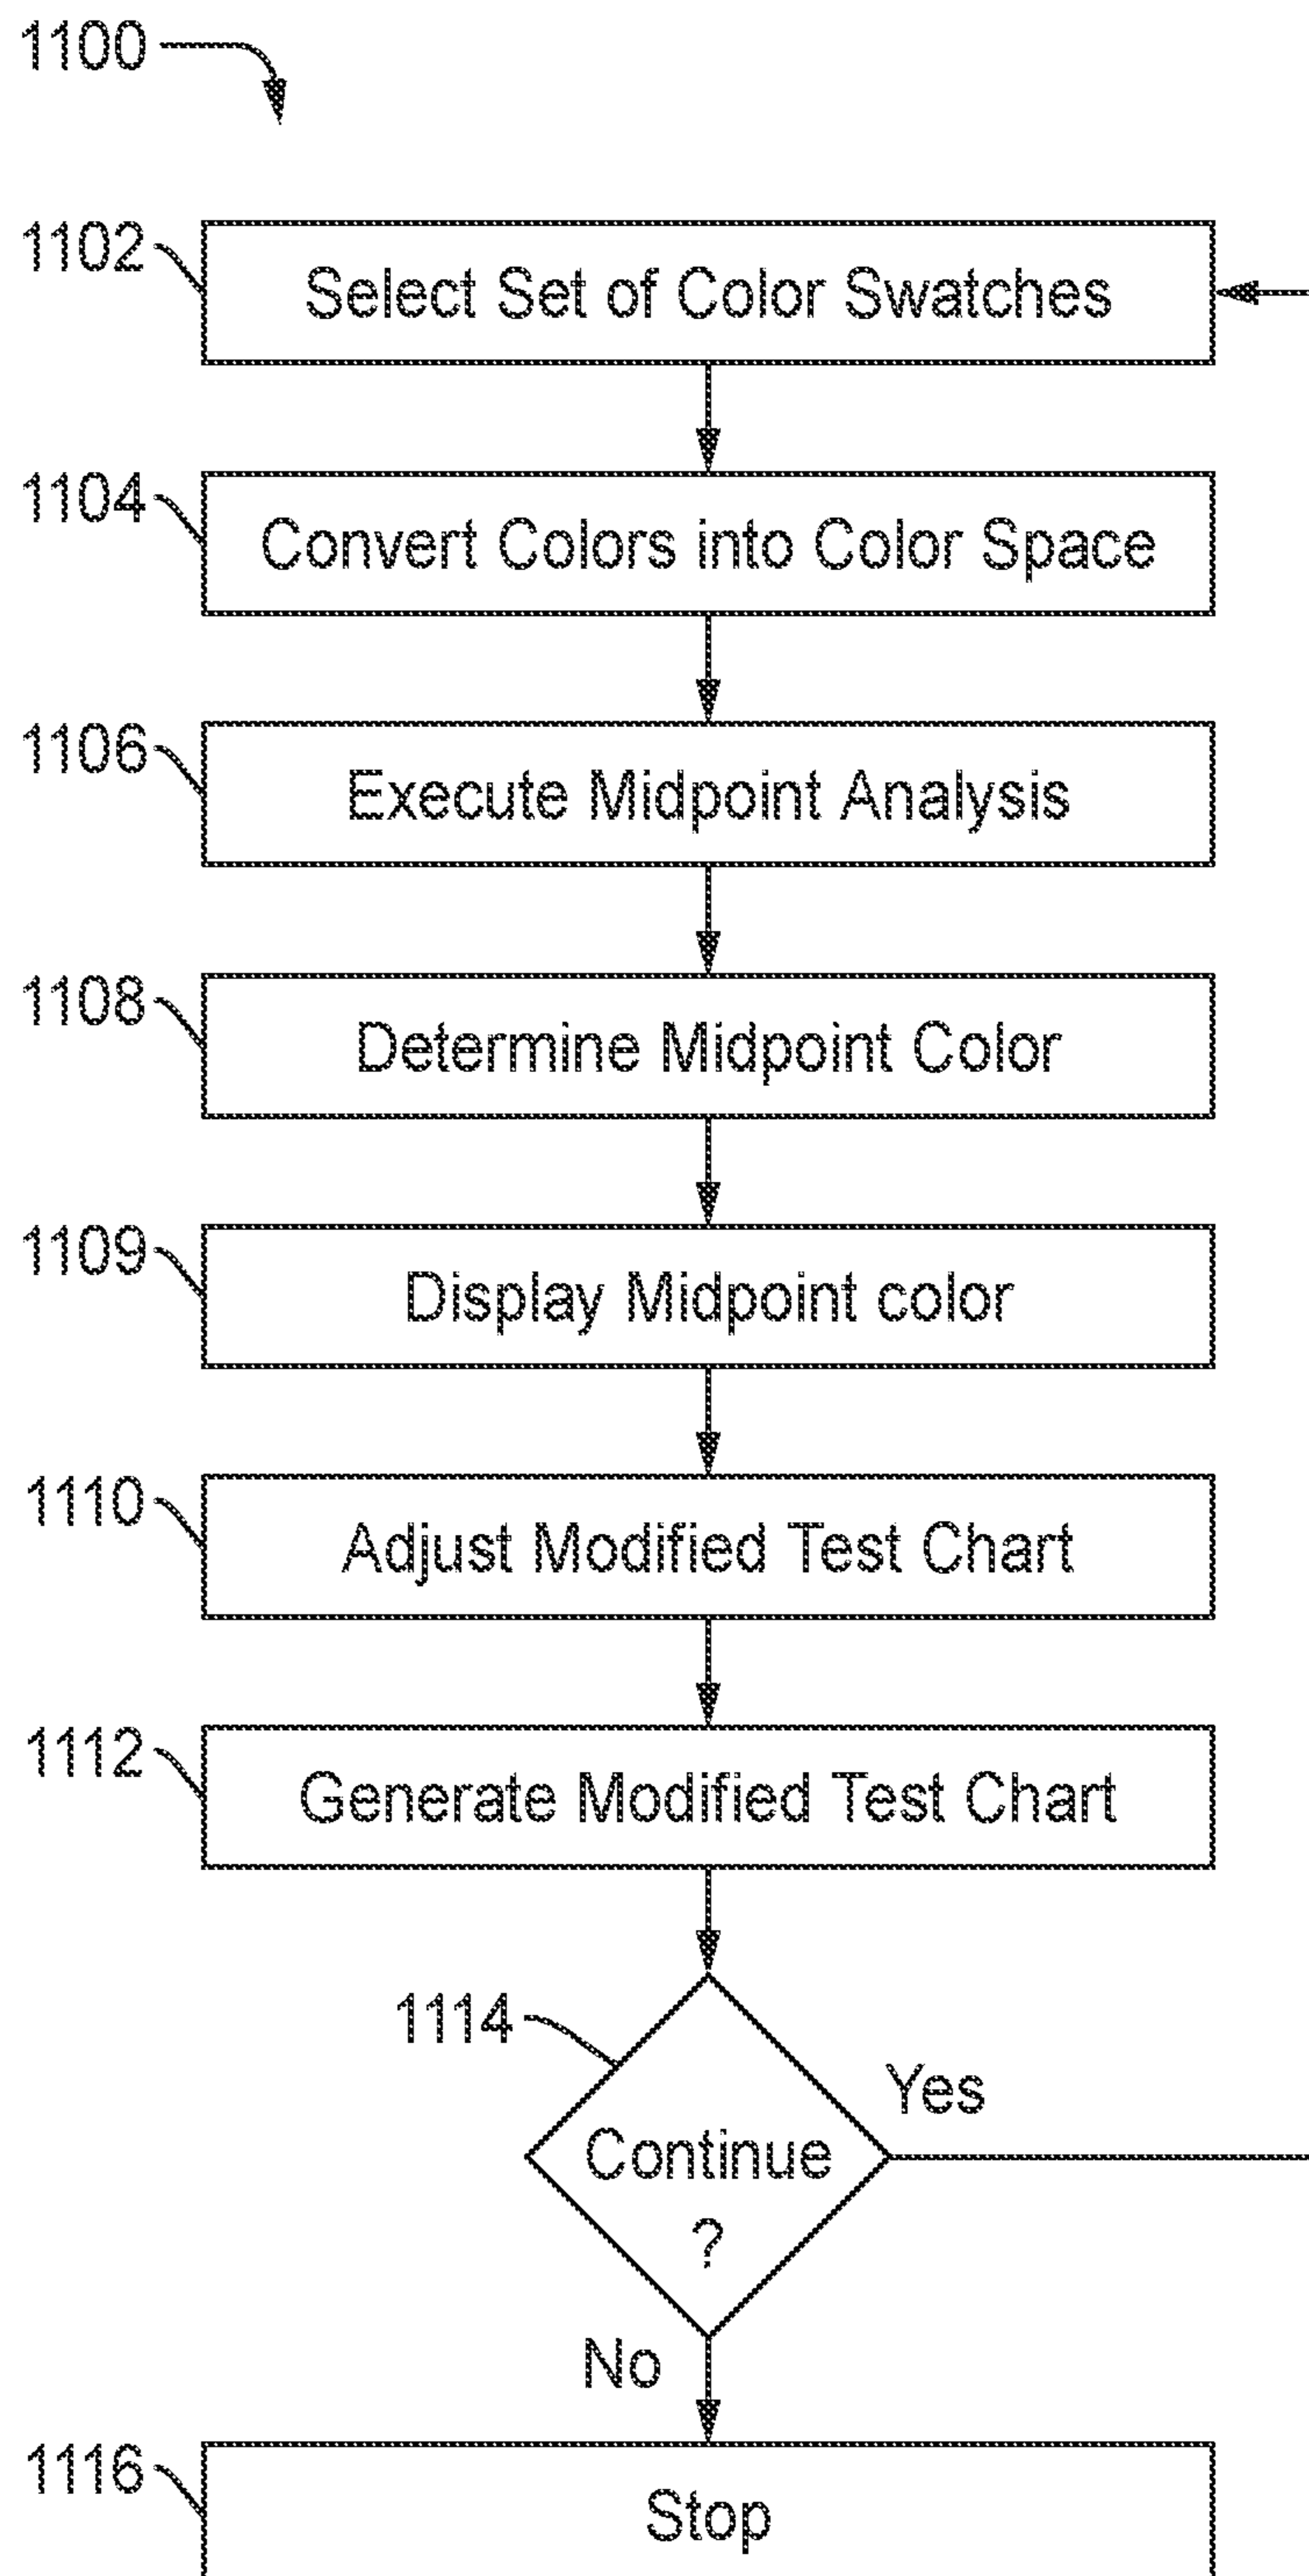 1100
1102
Select Set of Color Swatches
1104
Convert Colors into Color Space
1106
Execute Midpoint Analysis
1108
Determine Midpoint Color
1109
Display Midpoint color
1110
Adjust Modified Test Chart
1112
Generate Modified Test Chart
1114
Continue
?
Yes
No
1116
Stop